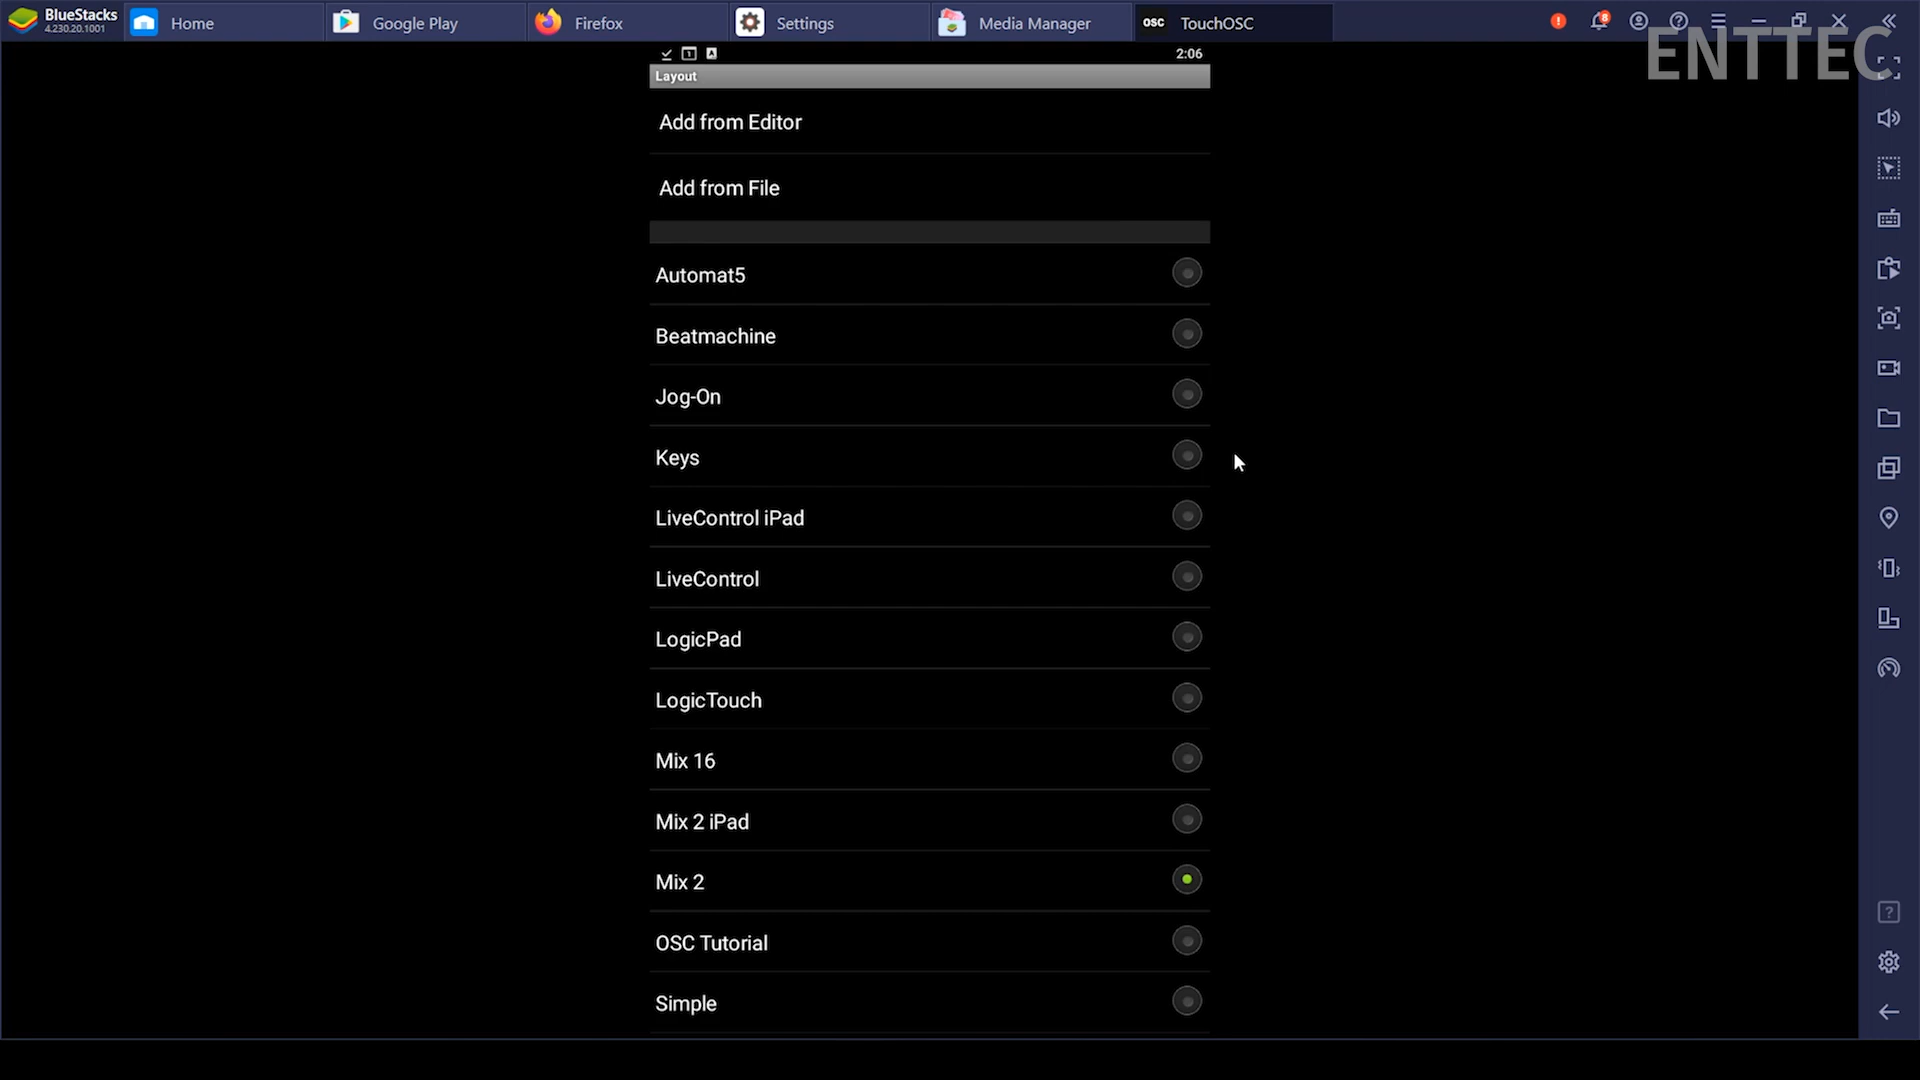 BlueStacks
4.230.20.1001
Home
Google Play
Firefox
Settings
Media Manager
OSC TouchOSC
8
ENTTEC
1 A 2:06
Layout
Add from Editor
Add from File
Automat5
Beatmachine
Jog-On
Keys
LiveControl iPad
LiveControl
LogicPad
LogicTouch
Mix 16
Mix 2 iPad
Mix 2
OSC Tutorial
Simple